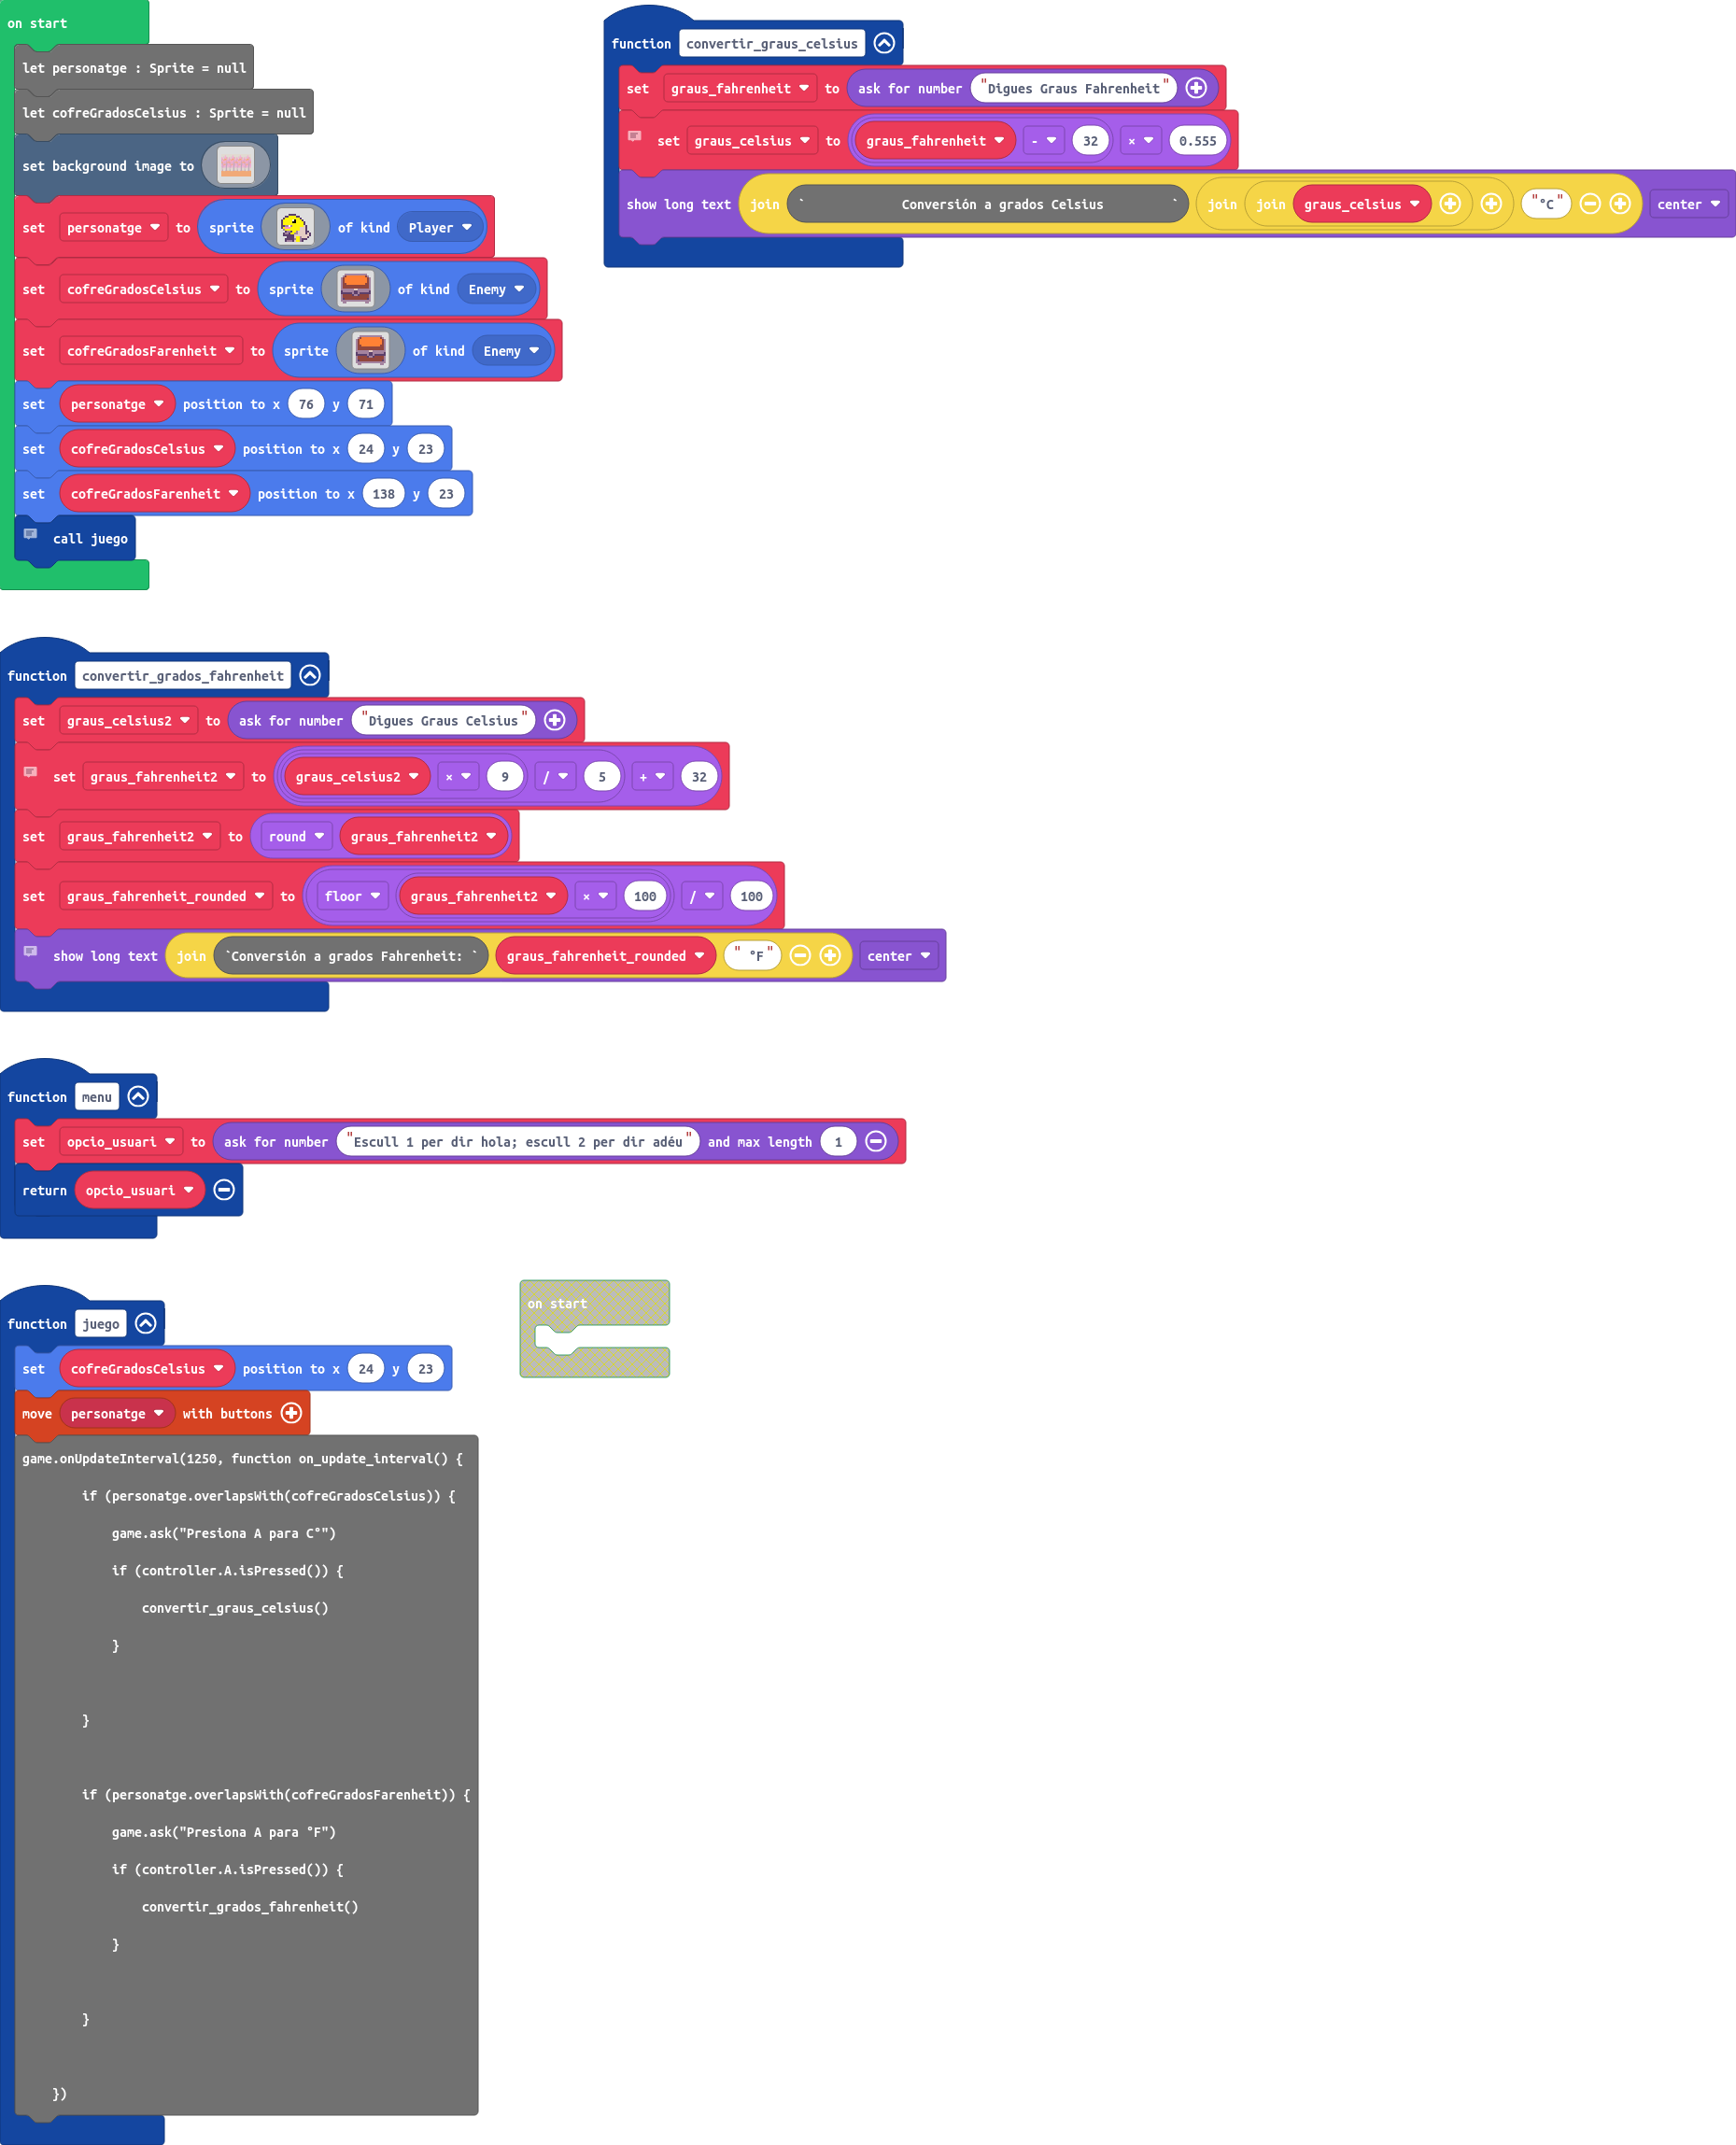 on start
let personatge : Sprite = null
let cofreGradosCelsius : Sprite = null
set background image to
set personatge to sprite of kind Player
set cofreGradosCelsius to sprite of kind Enemy
set cofreGradosFarenheit to sprite of kind Enemy
set personatge position to x 76 y 71
set cofreGradosCelsius position to x 24 y 23
set cofreGradosFarenheit position to x 138 y 23
call juego
function convertir_graus_celsius
set graus_fahrenheit to ask for number "Digues Graus Fahrenheit"
set graus_celsius to graus_fahrenheit - 32 × 0.555
show long text join ` Conversión a grados Celsius ` join join graus_celsius "°C" center
function convertir_grados_fahrenheit
set graus_celsius2 to ask for number "Digues Graus Celsius"
set graus_fahrenheit2 to graus_celsius2 × 9 / 5 + 32
set graus_fahrenheit2 to round graus_fahrenheit2
set graus_fahrenheit_rounded to floor graus_fahrenheit2 × 100 / 100
show long text join `Conversión a grados Fahrenheit: ` graus_fahrenheit_rounded " °F" center
function menu
set opcio_usuari to ask for number "Escull 1 per dir hola; escull 2 per dir adéu" and max length 1
return opcio_usuari
function juego
set cofreGradosCelsius position to x 24 y 23
move personatge with buttons
game.onUpdateInterval(1250, function on_update_interval() {
if (personatge.overlapsWith(cofreGradosCelsius)) {
game.ask("Presiona A para C°")
if (controller.A.isPressed()) {
convertir_graus_celsius()
}
}
if (personatge.overlapsWith(cofreGradosFarenheit)) {
game.ask("Presiona A para °F")
if (controller.A.isPressed()) {
convertir_grados_fahrenheit()
}
}
})
on start